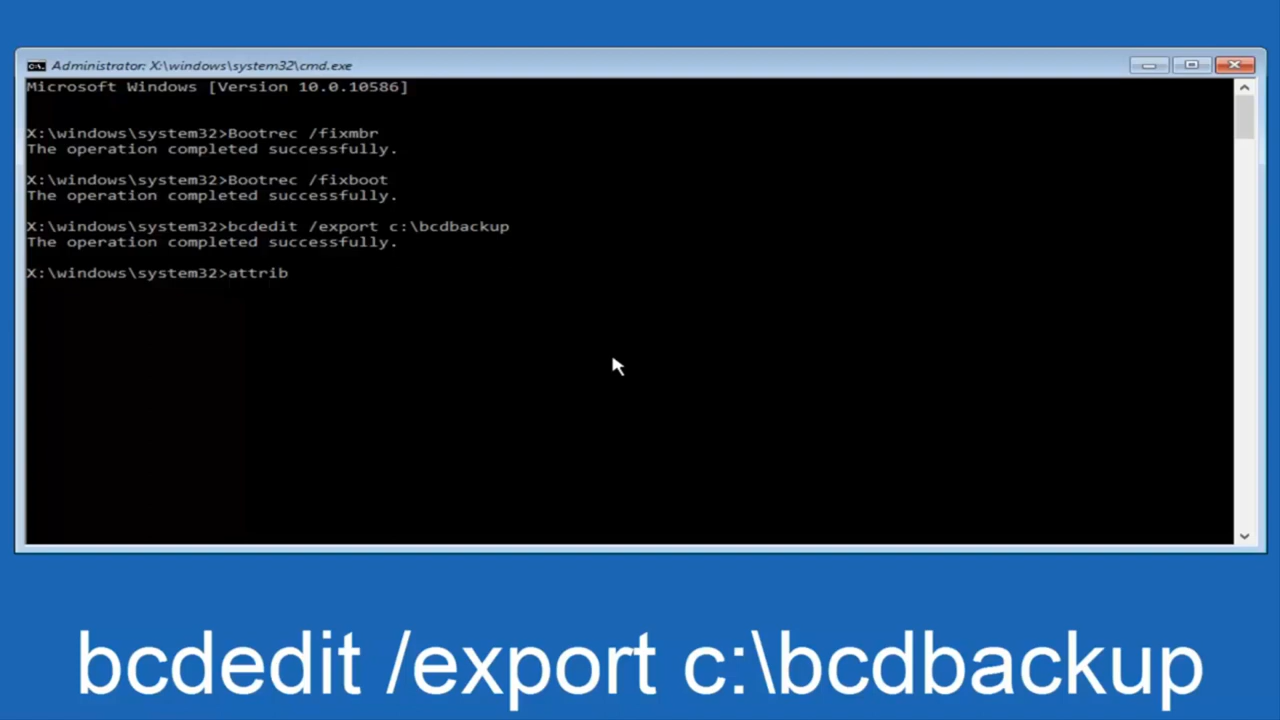 Administrator: X:\windows\system32\cmd.exe
Microsoft Windows [Version 10.0.10586]
X:\windows\system32>Bootrec /fixmbr
The operation completed successfully.
X:\windows\system32>Bootrec /fixboot
The operation completed successfully.
X:\windows\system32>bcdedit /export c:\bcdbackup
The operation completed successfully.
X:\windows\system32>attrib
bcdedit /export c:\bcdbackup